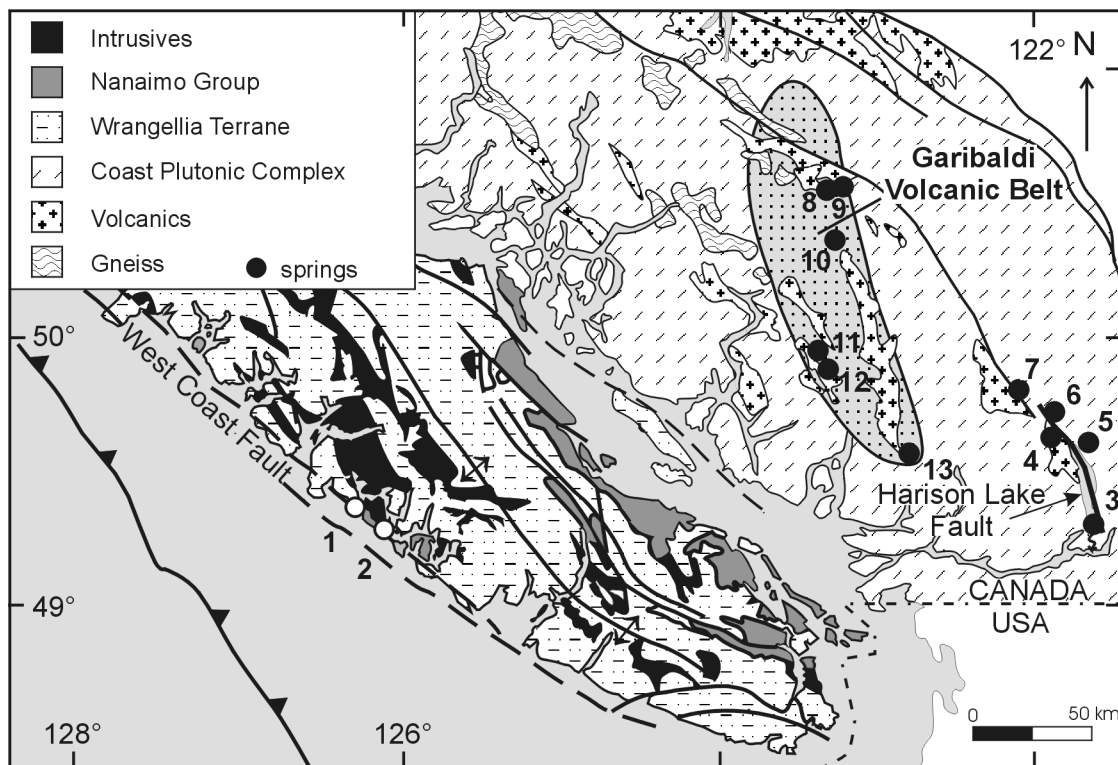 Intrusives
Nanaimo Group
Wrangellia Terrane
Coast Plutonic Complex
Volcanics
Gneiss
springs
122°
N
Garibaldi
Volcanic Belt
8
9
10
50°
West Coast Fault
11
12
7
6
5
4
13
Harison Lake
Fault
3
1
2
49°
CANADA
USA
128°
126°
0
50 km